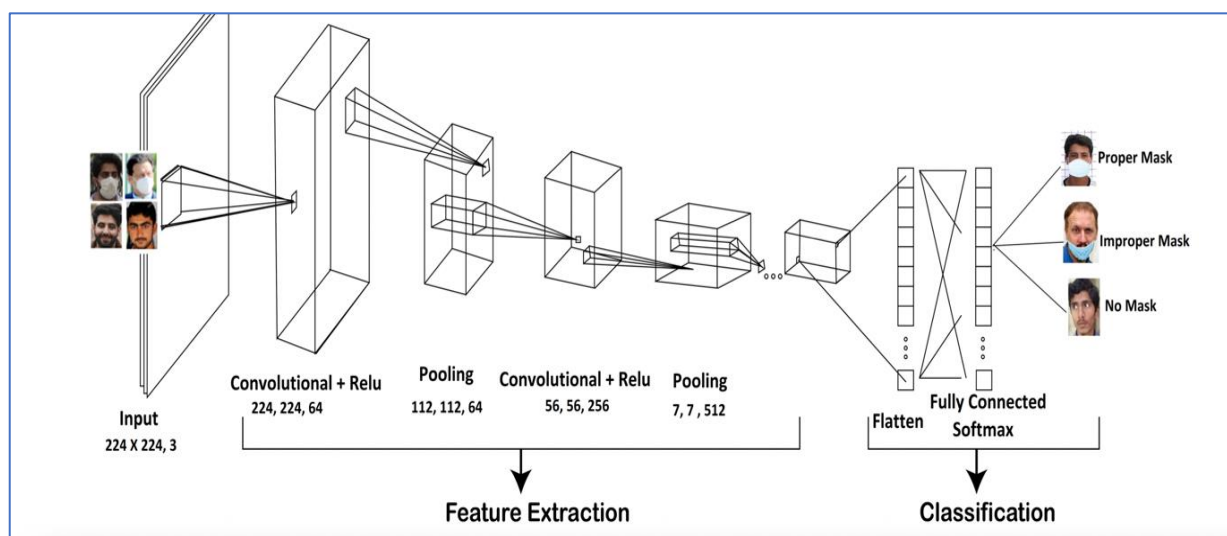 Proper Mask
Improper Mask
No Mask
Convolutional + Relu
224, 224, 64
Pooling
112, 112, 64
Convolutional + Relu
56, 56, 256
Pooling
7, 7 , 512
Input
224 X 224, 3
Flatten
Fully Connected
Softmax
Feature Extraction
Classification